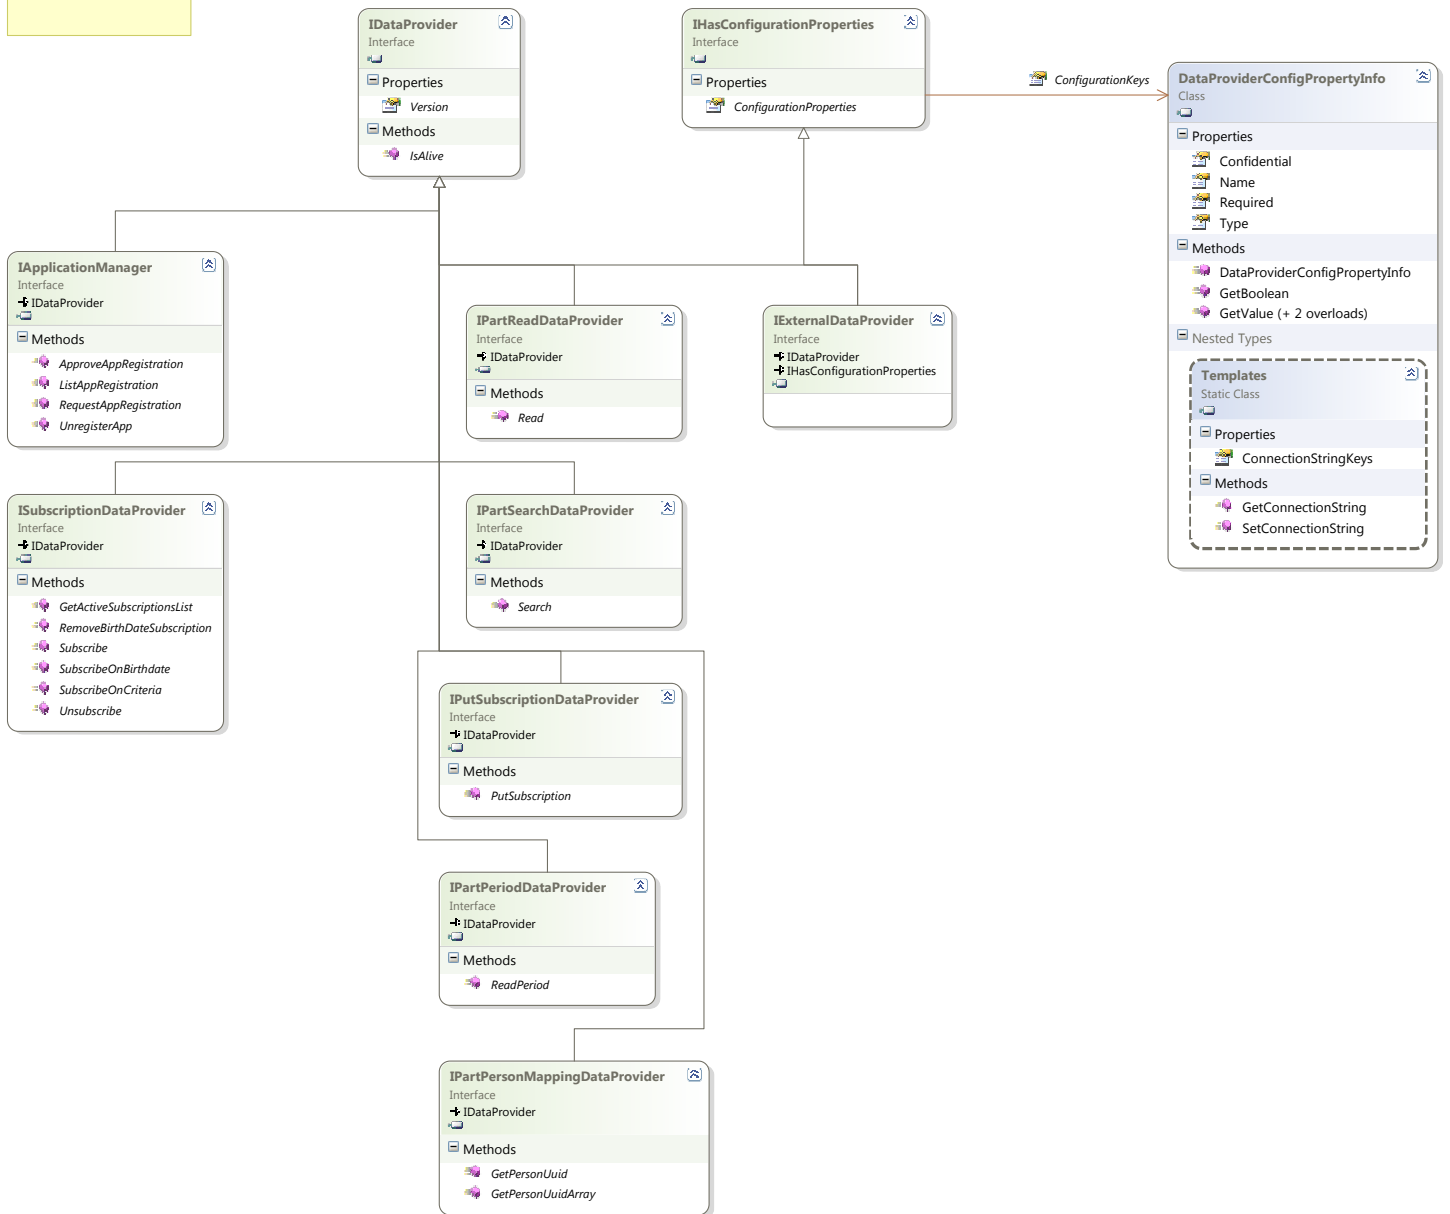 IDataProvider
Interface
Properties
Version
Methods
IsAlive
IHasConfigurationProperties
Interface
Properties
ConfigurationProperties
ConfigurationKeys
DataProviderConfigPropertyInfo
Class
Properties
Confidential
Name
Required
Type
Methods
DataProviderConfigPropertyInfo
GetBoolean
GetValue (+ 2 overloads)
Nested Types
Templates
Static Class
Properties
ConnectionStringKeys
Methods
GetConnectionString
SetConnectionString
IApplicationManager
Interface
IDataProvider
Methods
ApproveAppRegistration
ListAppRegistration
RequestAppRegistration
UnregisterApp
IPartReadDataProvider
Interface
IDataProvider
Methods
Read
IExternalDataProvider
Interface
IDataProvider
IHasConfigurationProperties
ISubscriptionDataProvider
Interface
IDataProvider
Methods
GetActiveSubscriptionsList
RemoveBirthDateSubscription
Subscribe
SubscribeOnBirthdate
SubscribeOnCriteria
Unsubscribe
IPartSearchDataProvider
Interface
IDataProvider
Methods
Search
IPutSubscriptionDataProvider
Interface
IDataProvider
Methods
PutSubscription
IPartPeriodDataProvider
Interface
IDataProvider
Methods
ReadPeriod
IPartPersonMappingDataProvider
Interface
IDataProvider
Methods
GetPersonUuid
GetPersonUuidArray